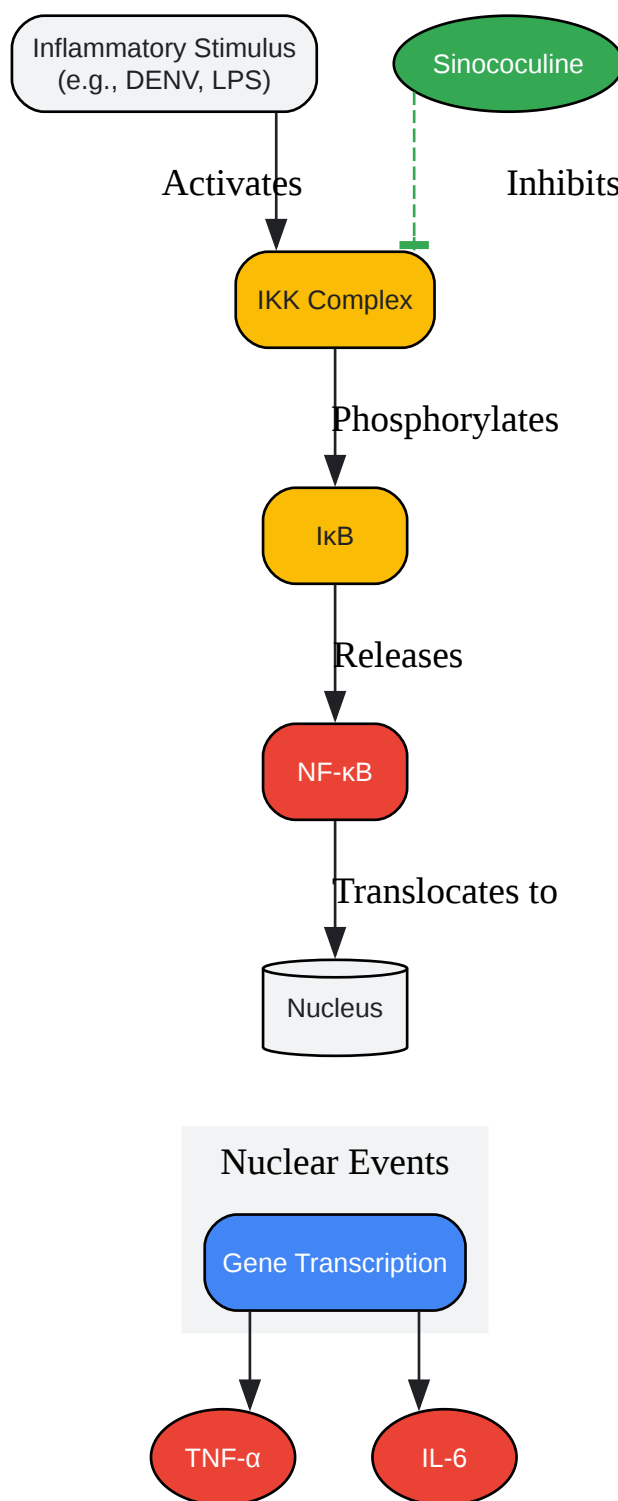 Inflammatory Stimulus
(e.g., DENV, LPS)
Sinococuline
Activates
Inhibits
IKK Complex
Phosphorylates
IκB
Releases
NF-κB
Translocates to
Nucleus
Nuclear Events
Gene Transcription
TNF-α
IL-6